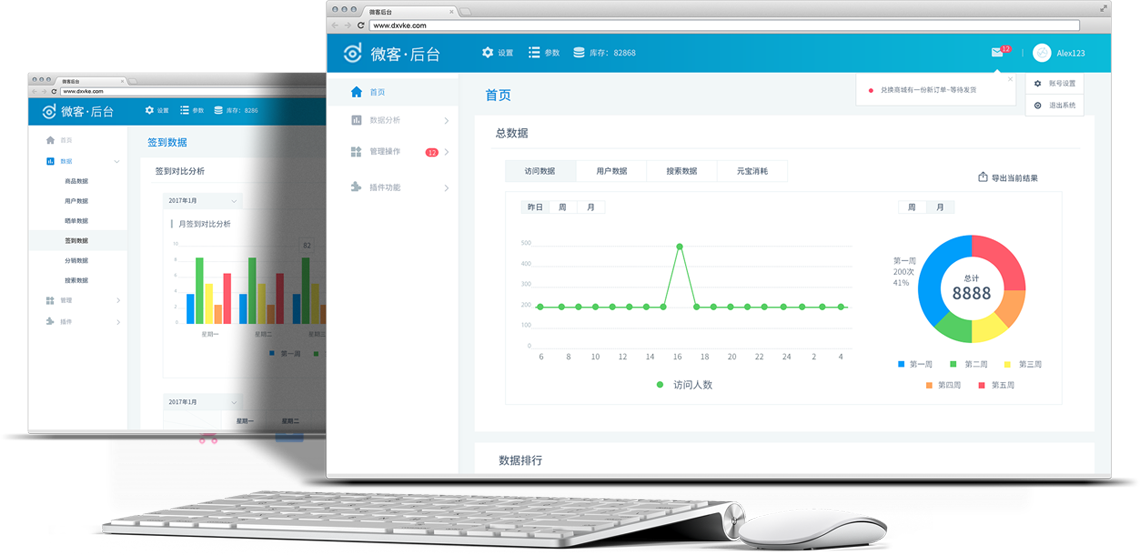 微客后台
www.dxvke.com
微客·后台
设置
参数
库存: 82868
12
Alex123
账号设置
退出系统
兑换商城有一份新订单-等待发货
首页
数据分析
管理操作
12
插件功能
首页
总数据
访问数据
用户数据
搜索数据
元宝消耗
导出当前结果
昨日
周
月
500
400
300
200
100
0
6 8 10 12 14 16 18 20 22 24 2 4
访问人数
周
月
第一周
200次
41%
总计
8888
第一周
第二周
第三周
第四周
第五周
数据排行
微客后台
www.dxvke.com
微客·后台
设置
参数
库存: 8286
首页
数据
商品数据
用户数据
晒单数据
签到数据
分销数据
搜索数据
管理
插件
签到数据
签到对比分析
2017年1月
月签到对比分析
10
8
6
4
2
0
82
星期一
星期二
星期三
第一周
2017年1月
星期一
星期二